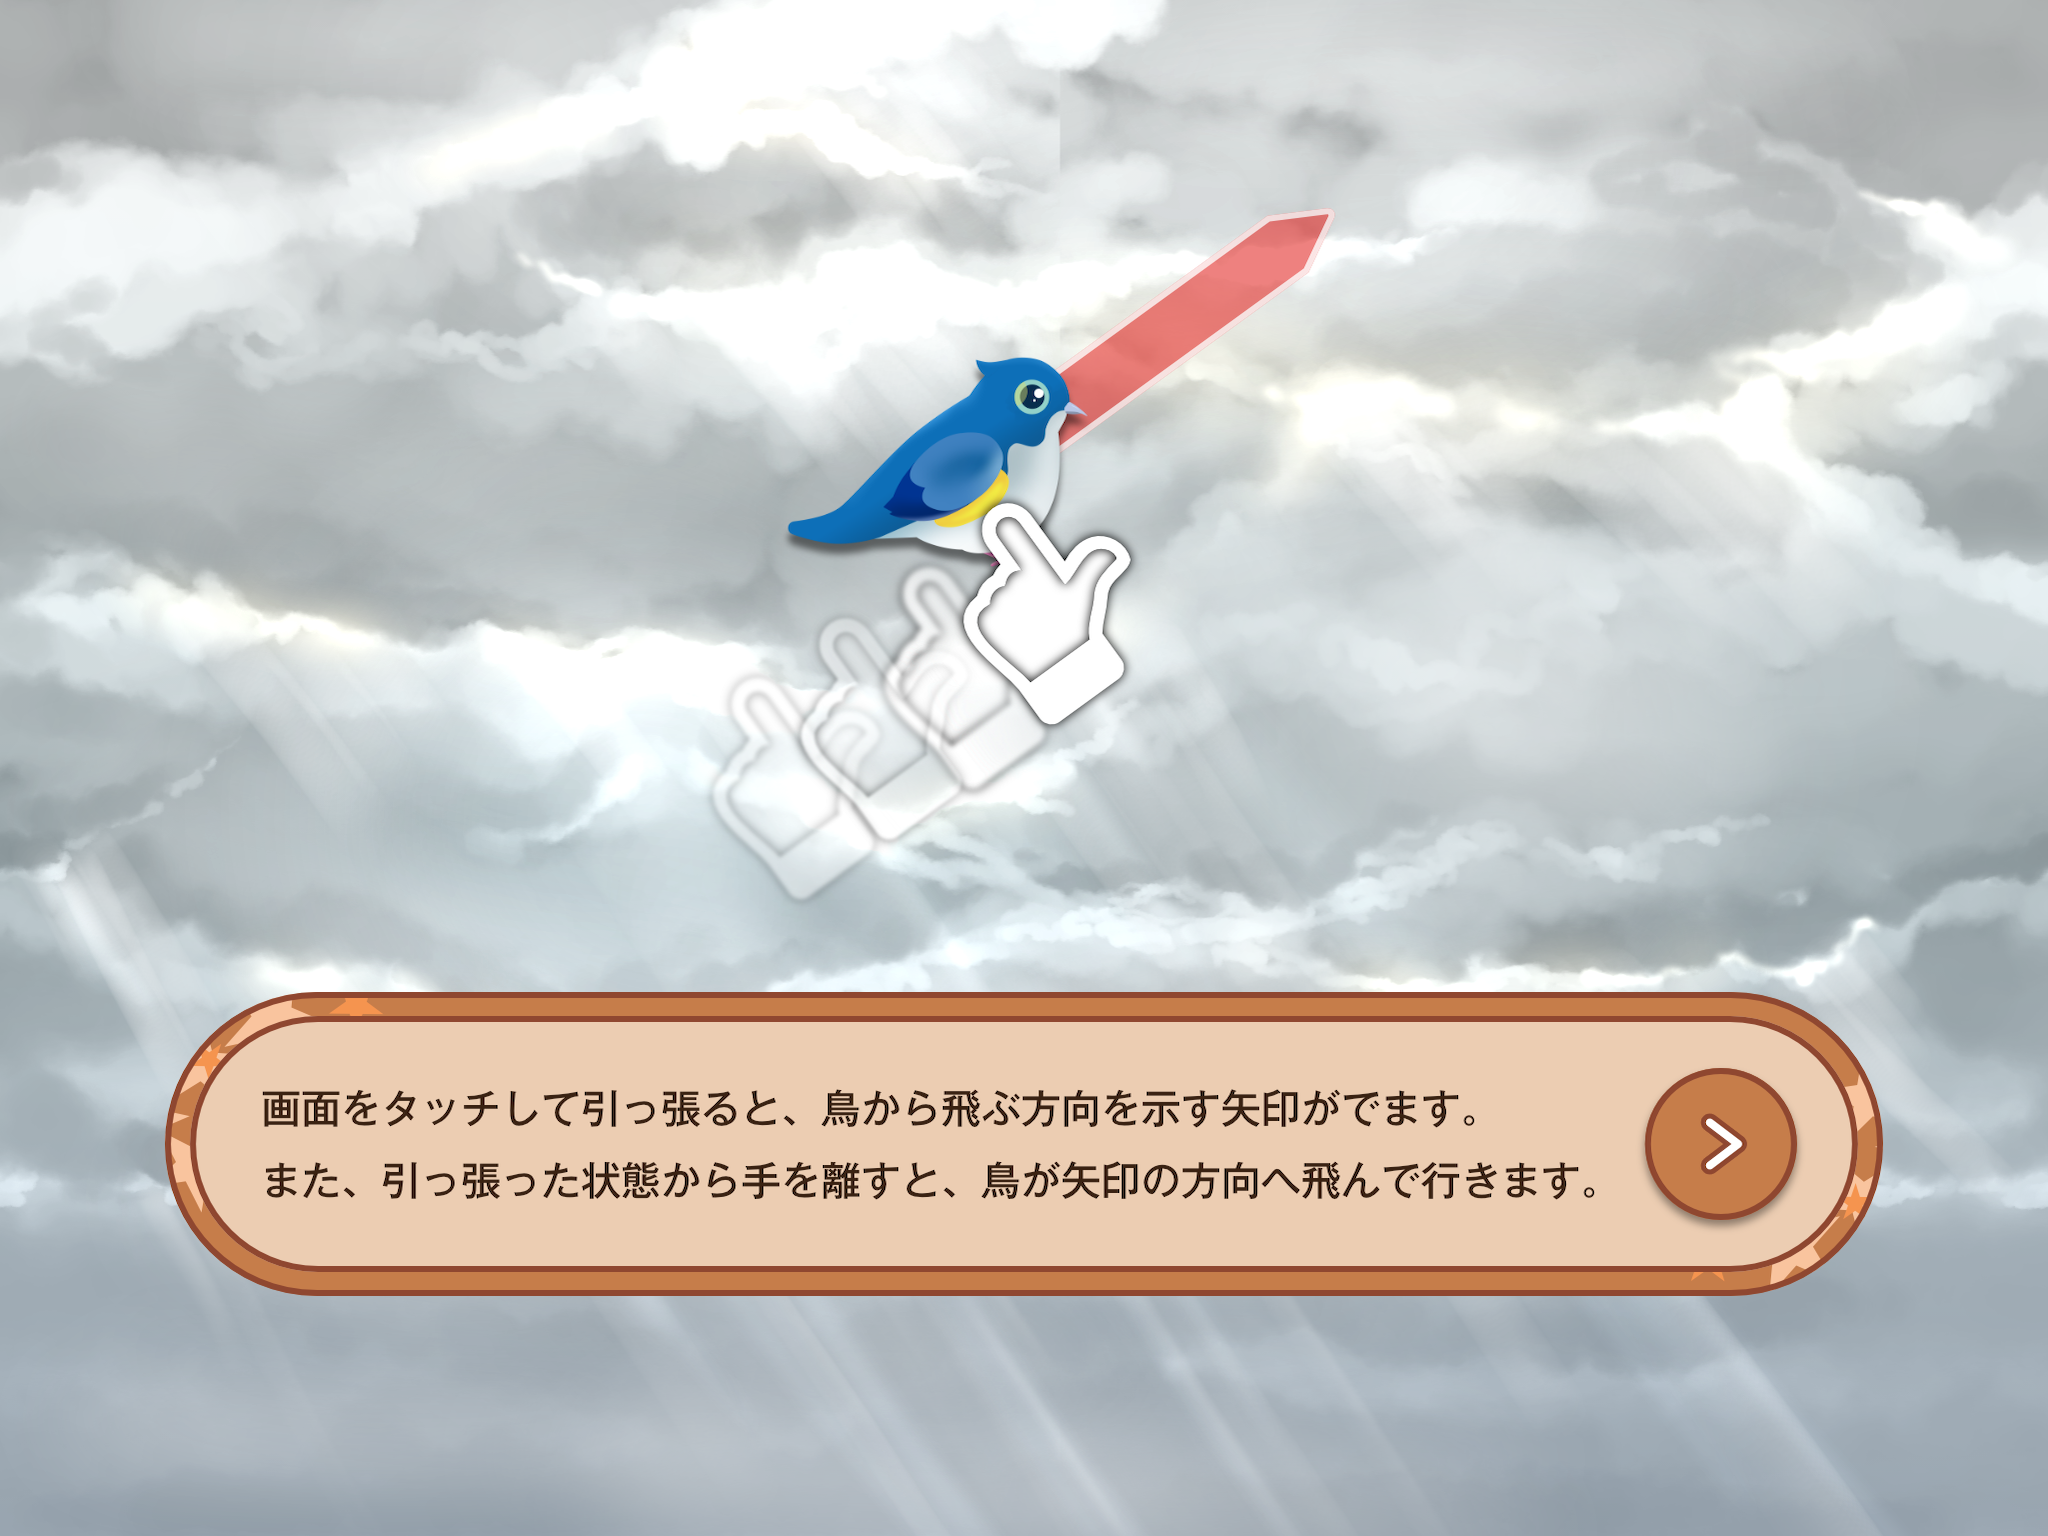 画面をタッチして引っ張ると、鳥から飛ぶ方向を示す矢印がでます。
また、引っ張った状態から手を離すと、鳥が矢印の方向へ飛んで行きます。